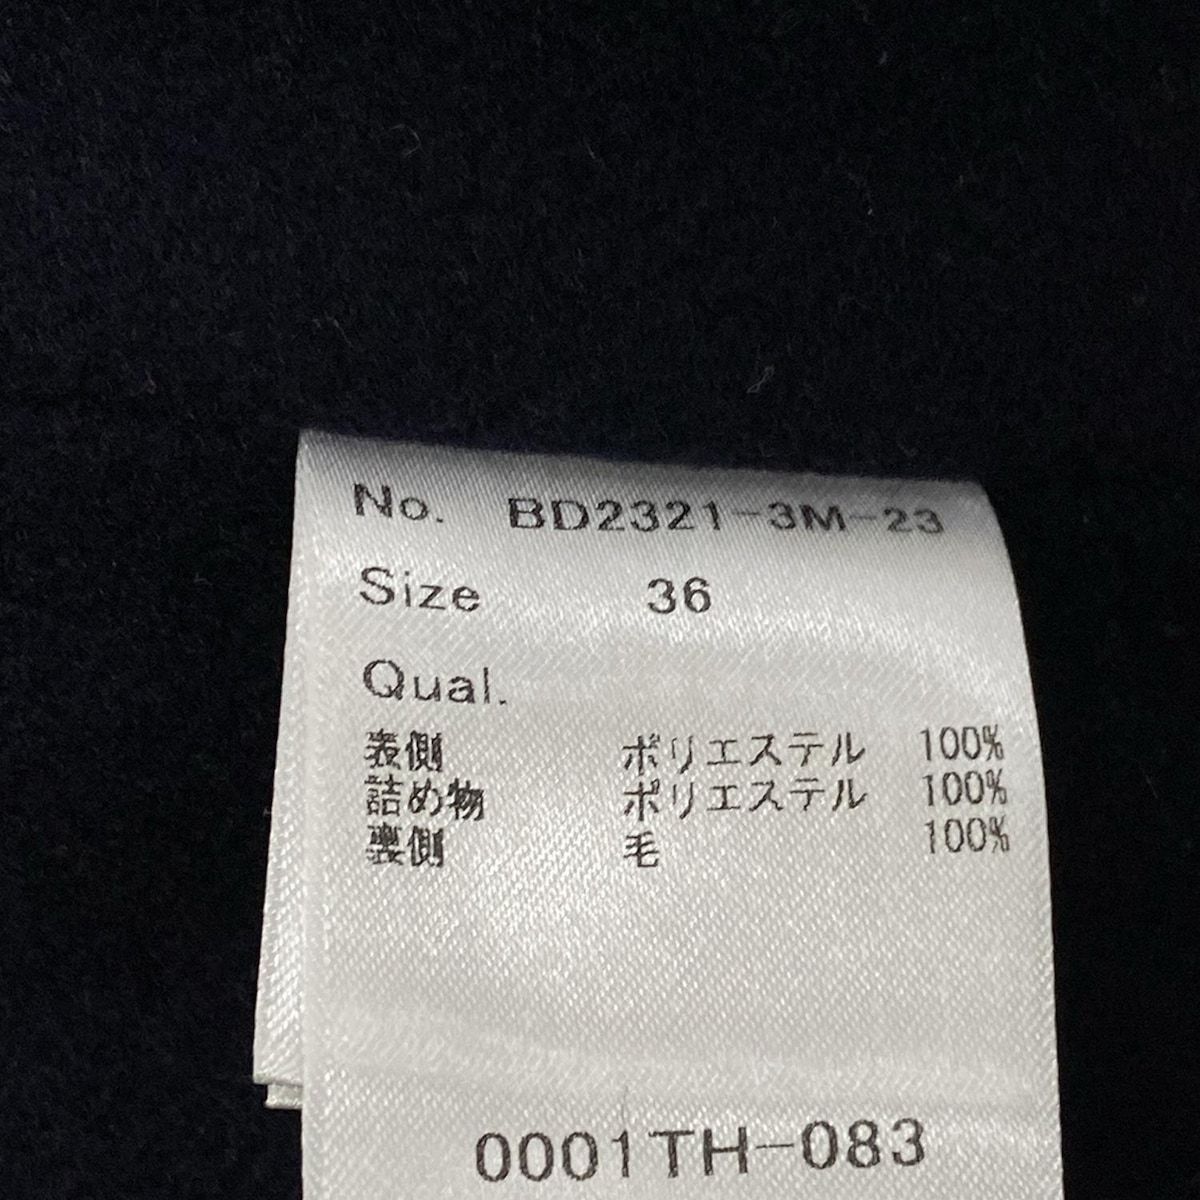 No. BD2321-3M-23
Size 36
Qual.
表側 ポリエステル 100%
詰め物 ポリエステル 100%
裏側 毛 100%
0001TH-083